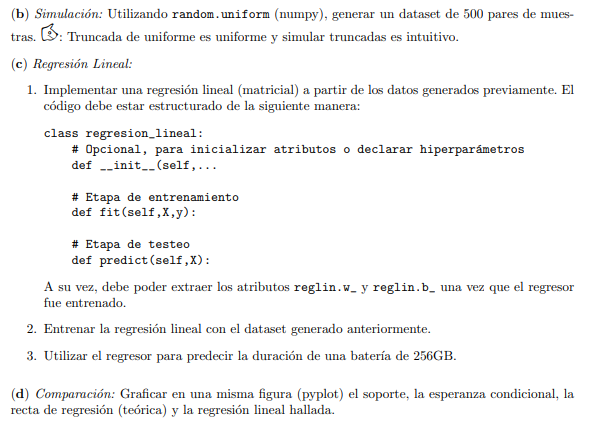 (b) Simulación: Utilizando random.uniform (numpy), generar un dataset de 500 pares de mues-
tras. : Truncada de uniforme es uniforme y simular truncadas es intuitivo.
(c) Regresión Lineal:
1. Implementar una regresión lineal (matricial) a partir de los datos generados previamente. El
código debe estar estructurado de la siguiente manera:
class regresion_lineal:
# Opcional, para inicializar atributos o declarar hiperparámetros
def __init__(self,...
# Etapa de entrenamiento
def fit(self,X,y):
# Etapa de testeo
def predict(self,X):
A su vez, debe poder extraer los atributos reglin.w_ y reglin.b_ una vez que el regresor
fue entrenado.
2. Entrenar la regresión lineal con el dataset generado anteriormente.
3. Utilizar el regresor para predecir la duración de una batería de 256GB.
(d) Comparación: Graficar en una misma figura (pyplot) el soporte, la esperanza condicional, la
recta de regresión (teórica) y la regresión lineal hallada.